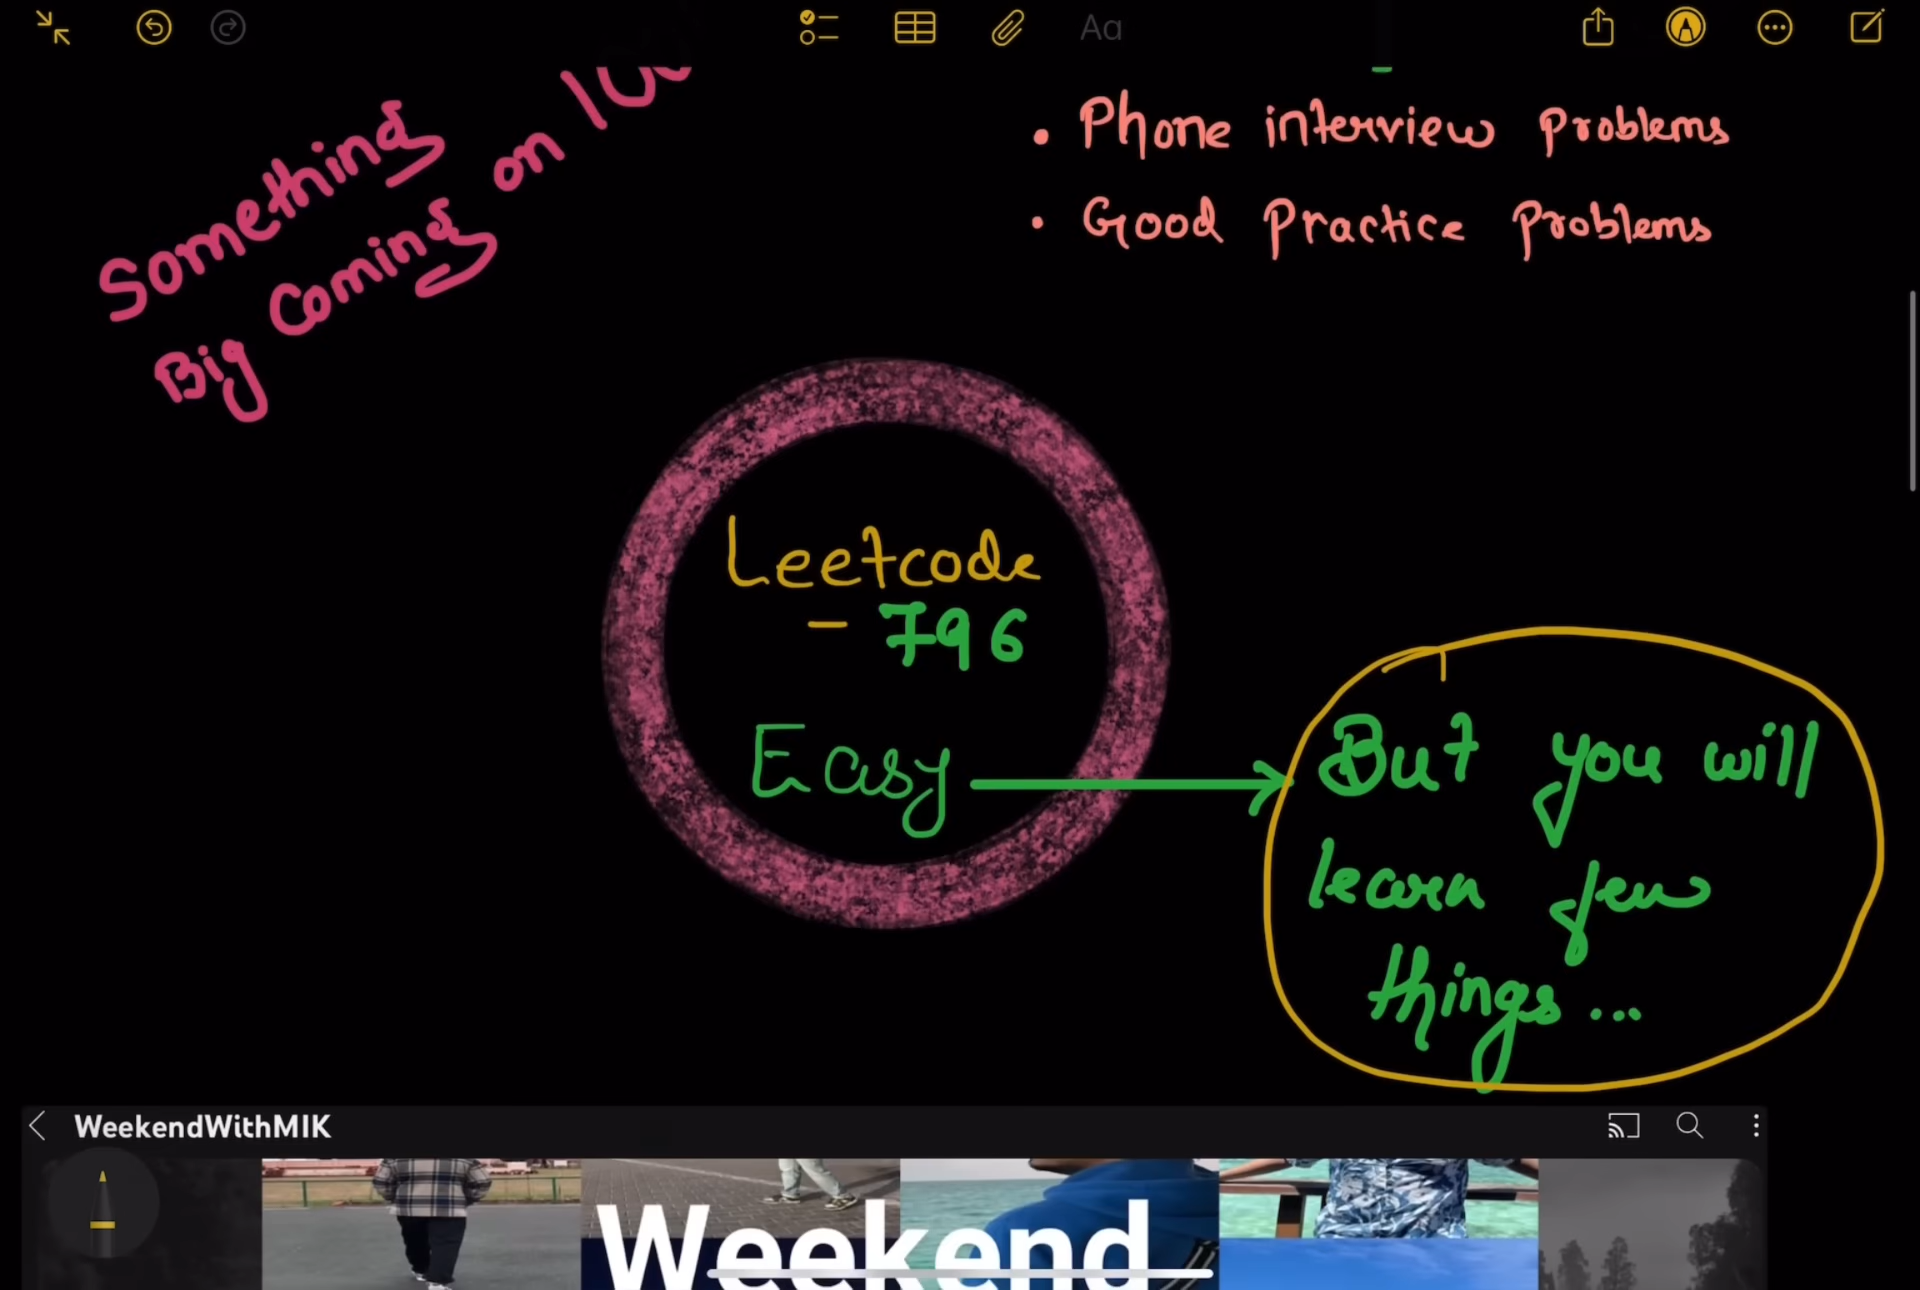 Aa
Something
Big Coming on
• Phone interview problems
• Good Practice Problems
Leetcode
- 796
Easy
But you will
learn few
things...
WeekendWithMIK
Weekend